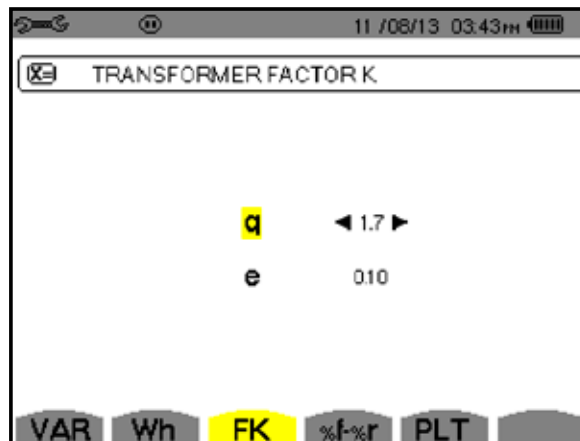 11 /08/13 03:43PM
X= TRANSFORMER FACTOR K
q ◀ 1.7 ▶
e 0.10
VAR Wh FK %f-%r PLT